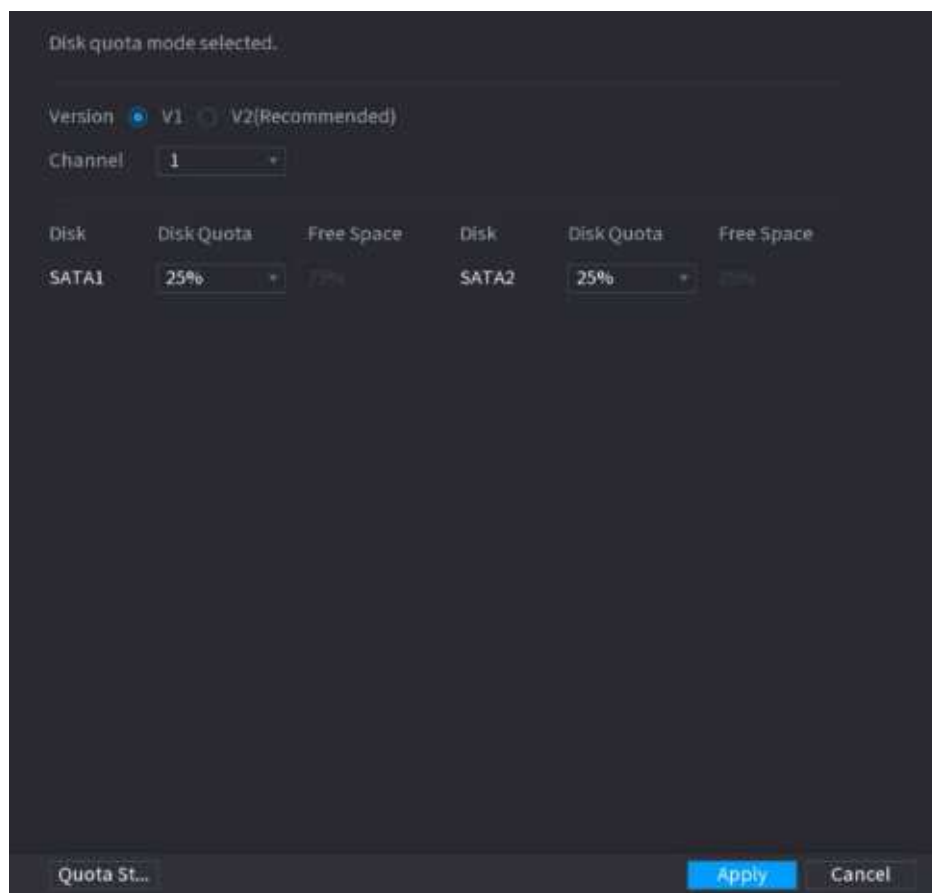 Disk quota mode selected.
Version V1 V2(Recommended)
Channel 1
Disk Disk Quota Free Space Disk Disk Quota Free Space
SATA1 25% SATA2 25%
Quota St... Apply Cancel